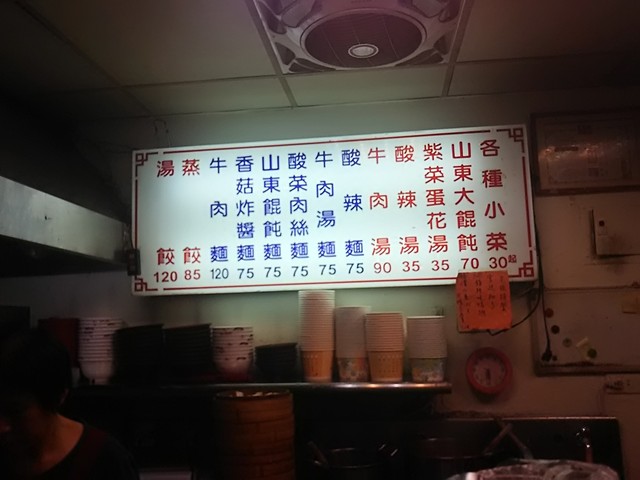 各種小菜 30起
山東大餛飩 70
紫菜蛋花湯 35
酸辣湯 35
牛肉湯 90
酸辣麵 75
牛肉湯麵 75
酸菜肉絲麵 75
山東餛飩麵 75
香菇炸醬麵 75
牛肉麵 120
蒸餃 85
湯餃 120